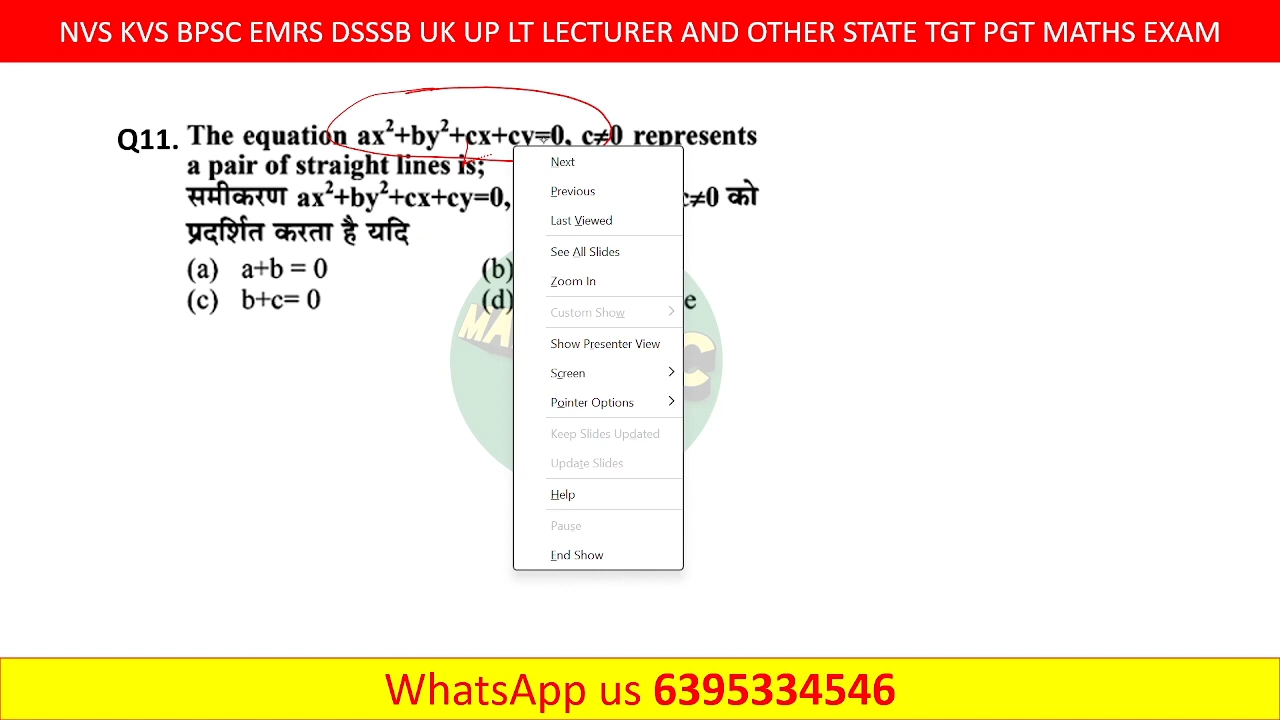 NVS KVS BPSC EMRS DSSSB UK UP LT LECTURER AND OTHER STATE TGT PGT MATHS EXAM
Q11. The equation ax²+by²+cx+cy=0, c≠0 represents
a pair of straight lines is;
समीकरण ax²+by²+cx+cy=0, c≠0 को
प्रदर्शित करता है यदि
(a) a+b = 0 (b)
(c) b+c= 0 (d) e
Next
Previous
Last Viewed
See All Slides
Zoom In
Custom Show
Show Presenter View
Screen
Pointer Options
Keep Slides Updated
Update Slides
Help
Pause
End Show
WhatsApp us 6395334546